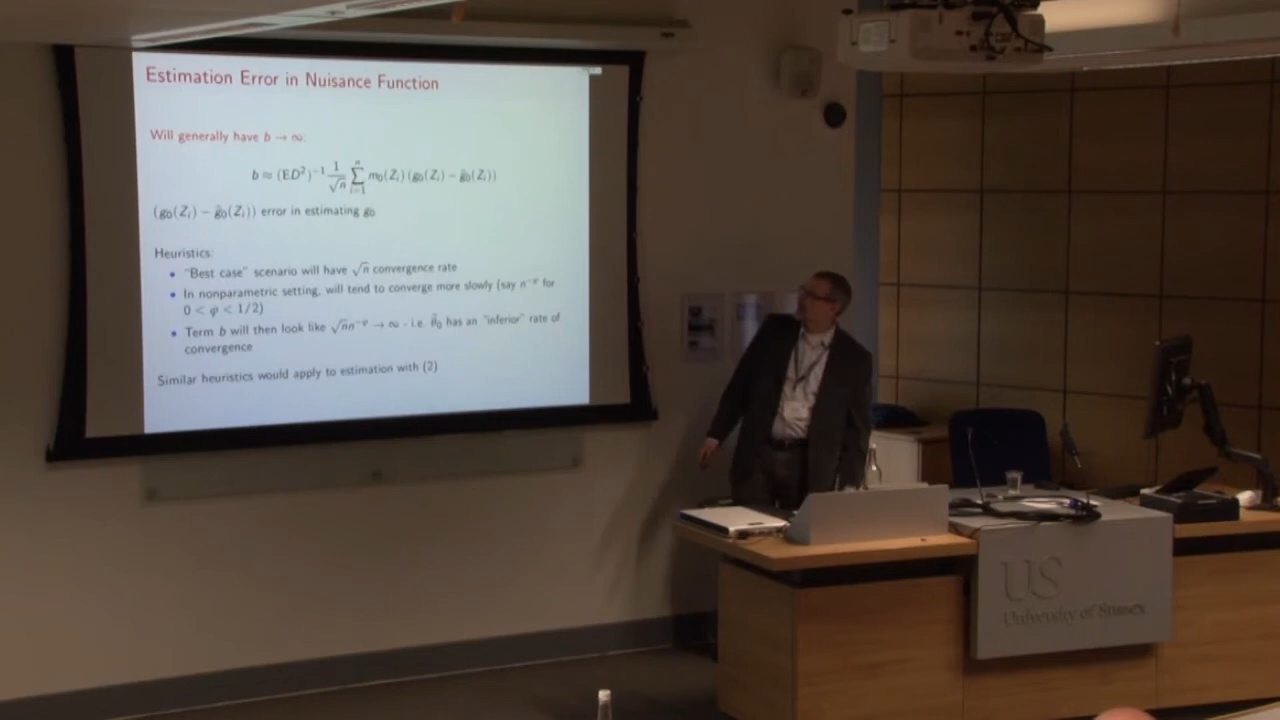 Estimation Error in Nuisance Function
Will generally have b → ∞:
b ≈ (ED²)⁻¹ 1/√n ∑ⁿᵢ₌₁ m₀(Zᵢ)(g₀(Zᵢ) − ĝ₀(Zᵢ))
(g₀(Zᵢ) − ĝ₀(Zᵢ)) error in estimating g₀
Heuristics:
• "Best case" scenario will have √n convergence rate
• In nonparametric setting, will tend to converge more slowly (say n^−φ for
0 < φ < 1/2)
• Term b will then look like √n n^−φ → ∞ - i.e. θ̂₀ has an "inferior" rate of
convergence
Similar heuristics would apply to estimation with (2)
US
University of Sussex